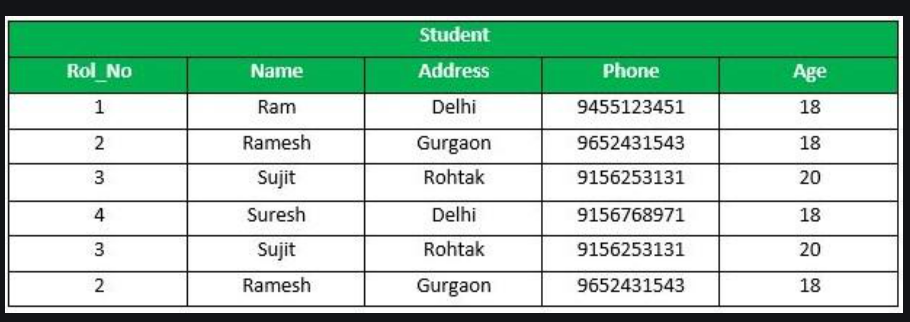 Student
Rol_No Name Address Phone Age
1 Ram Delhi 9455123451 18
2 Ramesh Gurgaon 9652431543 18
3 Sujit Rohtak 9156253131 20
4 Suresh Delhi 9156768971 18
3 Sujit Rohtak 9156253131 20
2 Ramesh Gurgaon 9652431543 18